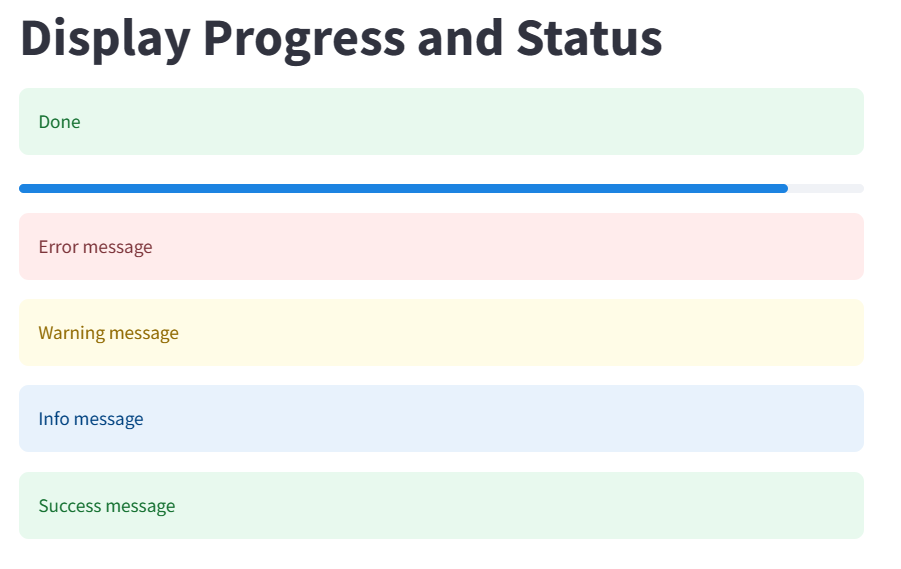 Display Progress and Status
Done
Error message
Warning message
Info message
Success message